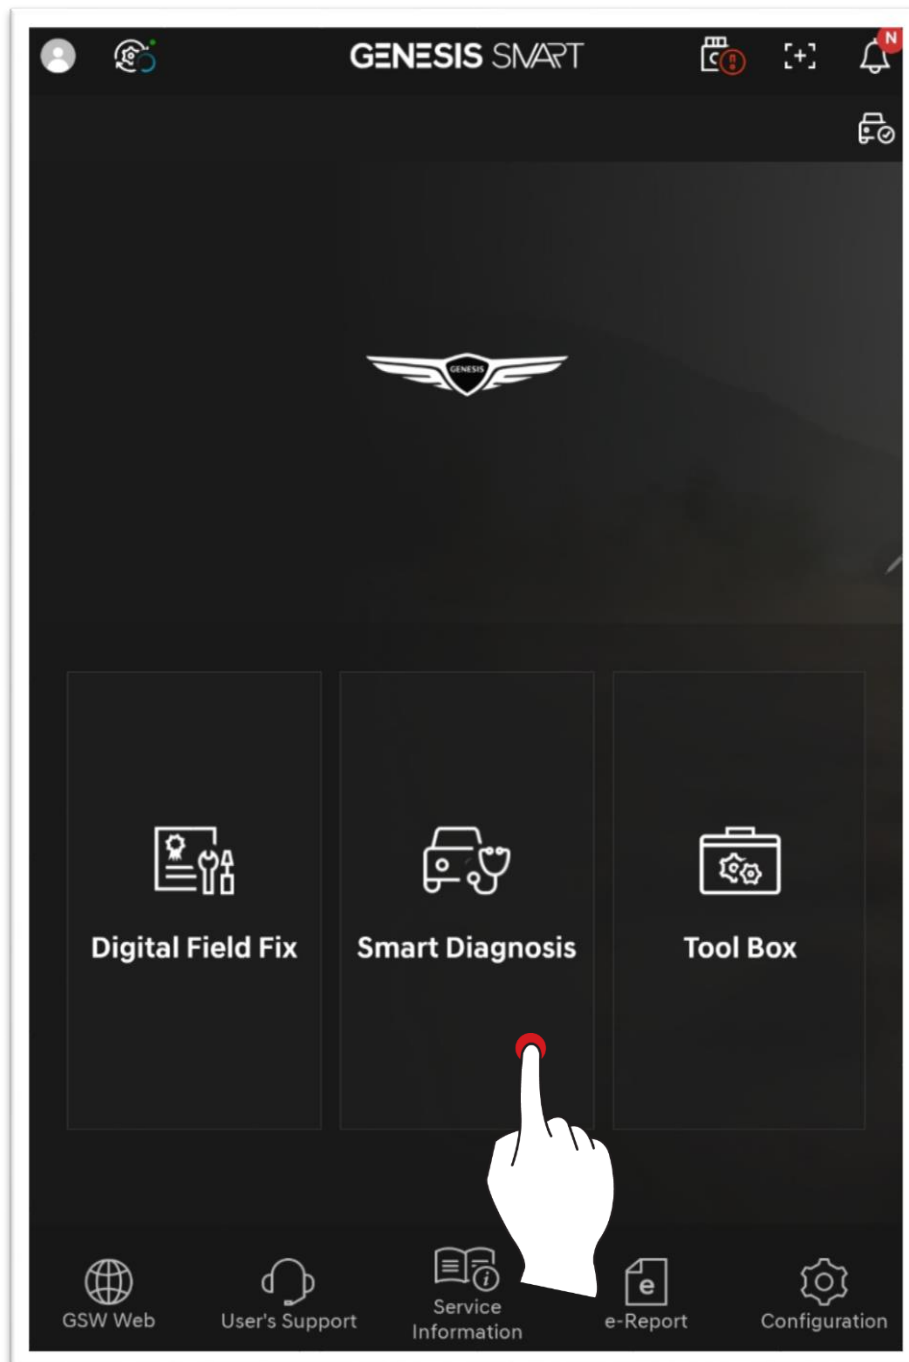 GENESIS SMART
N
GENESIS
Digital Field Fix
Smart Diagnosis
Tool Box
GSW Web
User's Support
Service
Information
e
e-Report
Configuration